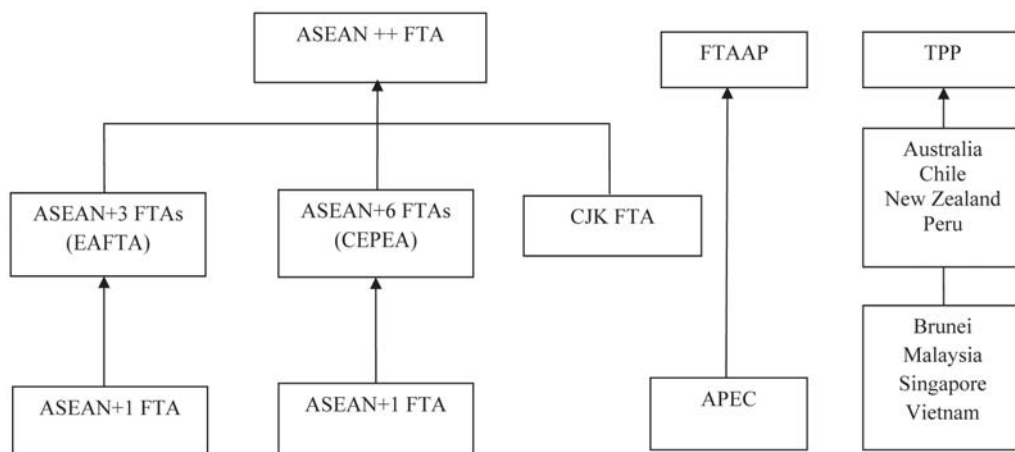 ASEAN ++ FTA
FTAAP
TPP
ASEAN+3 FTAs
(EAFTA)
ASEAN+6 FTAs
(CEPEA)
CJK FTA
Australia
Chile
New Zealand
Peru
ASEAN+1 FTA
ASEAN+1 FTA
APEC
Brunei
Malaysia
Singapore
Vietnam